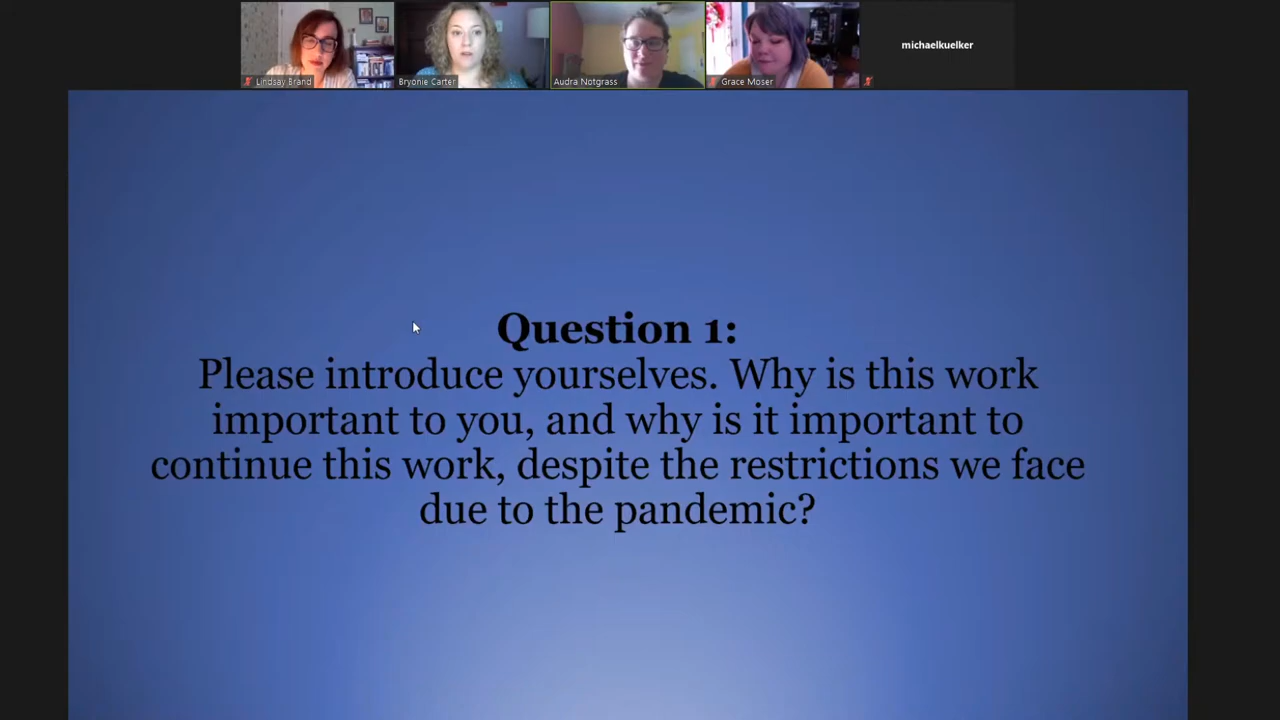 michaelkuelker
Lindsay Brand
Bryonie Carter
Audra Notgrass
Grace Moser
Question 1:
Please introduce yourselves. Why is this work
important to you, and why is it important to
continue this work, despite the restrictions we face
due to the pandemic?